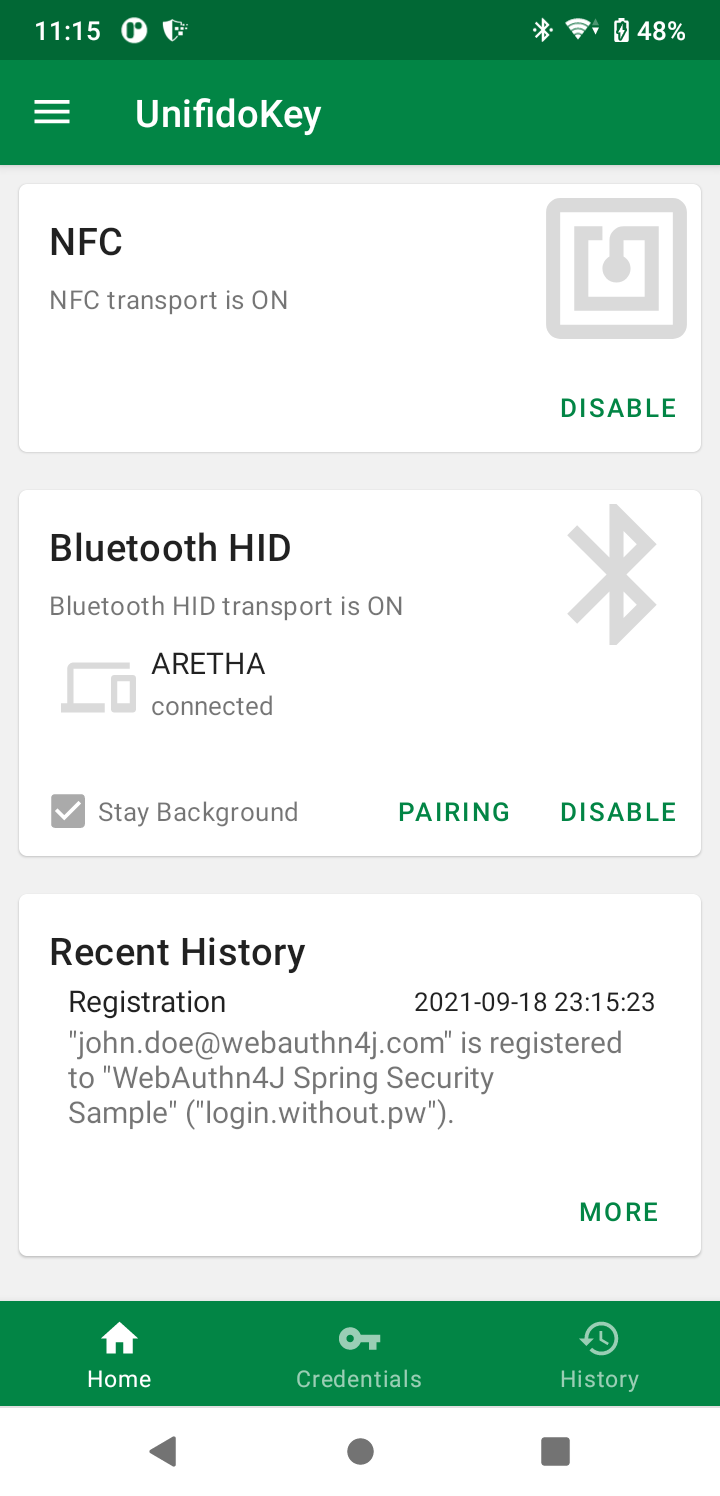 11:15
48%
UnifidoKey
NFC
NFC transport is ON
DISABLE
Bluetooth HID
Bluetooth HID transport is ON
ARETHA
connected
Stay Background PAIRING DISABLE
Recent History
Registration 2021-09-18 23:15:23
"john.doe@webauthn4j.com" is registered
to "WebAuthn4J Spring Security
Sample" ("login.without.pw").
MORE
Home Credentials History